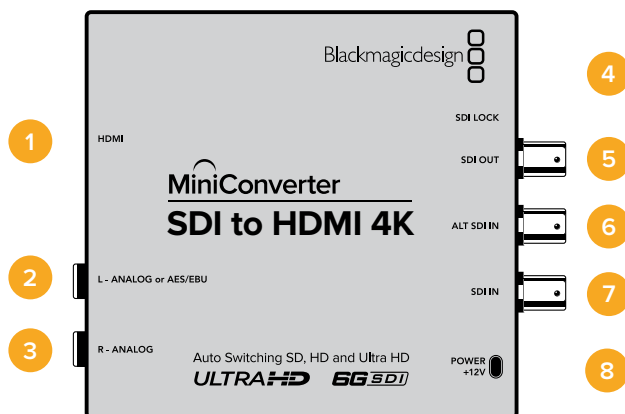 Blackmagicdesign
4
SDI LOCK
1
HDMI
SDI OUT
5
MiniConverter
SDI to HDMI 4K
ALT SDI IN
6
2
L - ANALOG or AES/EBU
SDI IN
7
3
R - ANALOG
Auto Switching SD, HD and Ultra HD
POWER
+12V
8
ULTRA HD 6G SDI